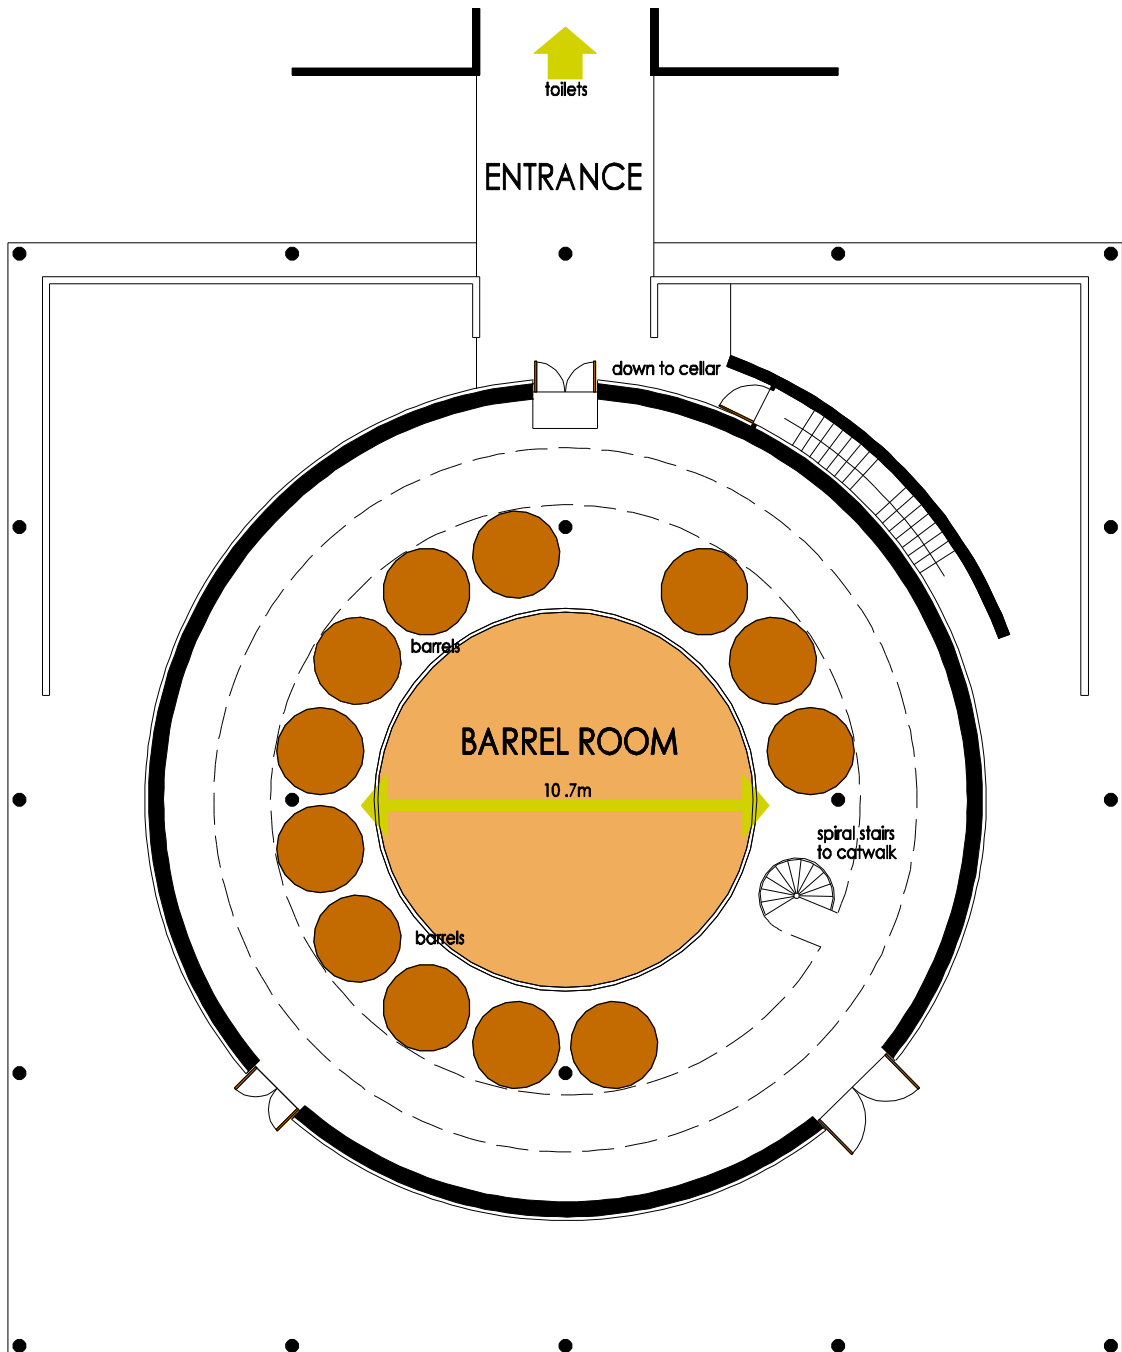 toilets
ENTRANCE
down to cellar
barrels
BARREL ROOM
10 .7m
spiral stairs
to catwalk
barrels